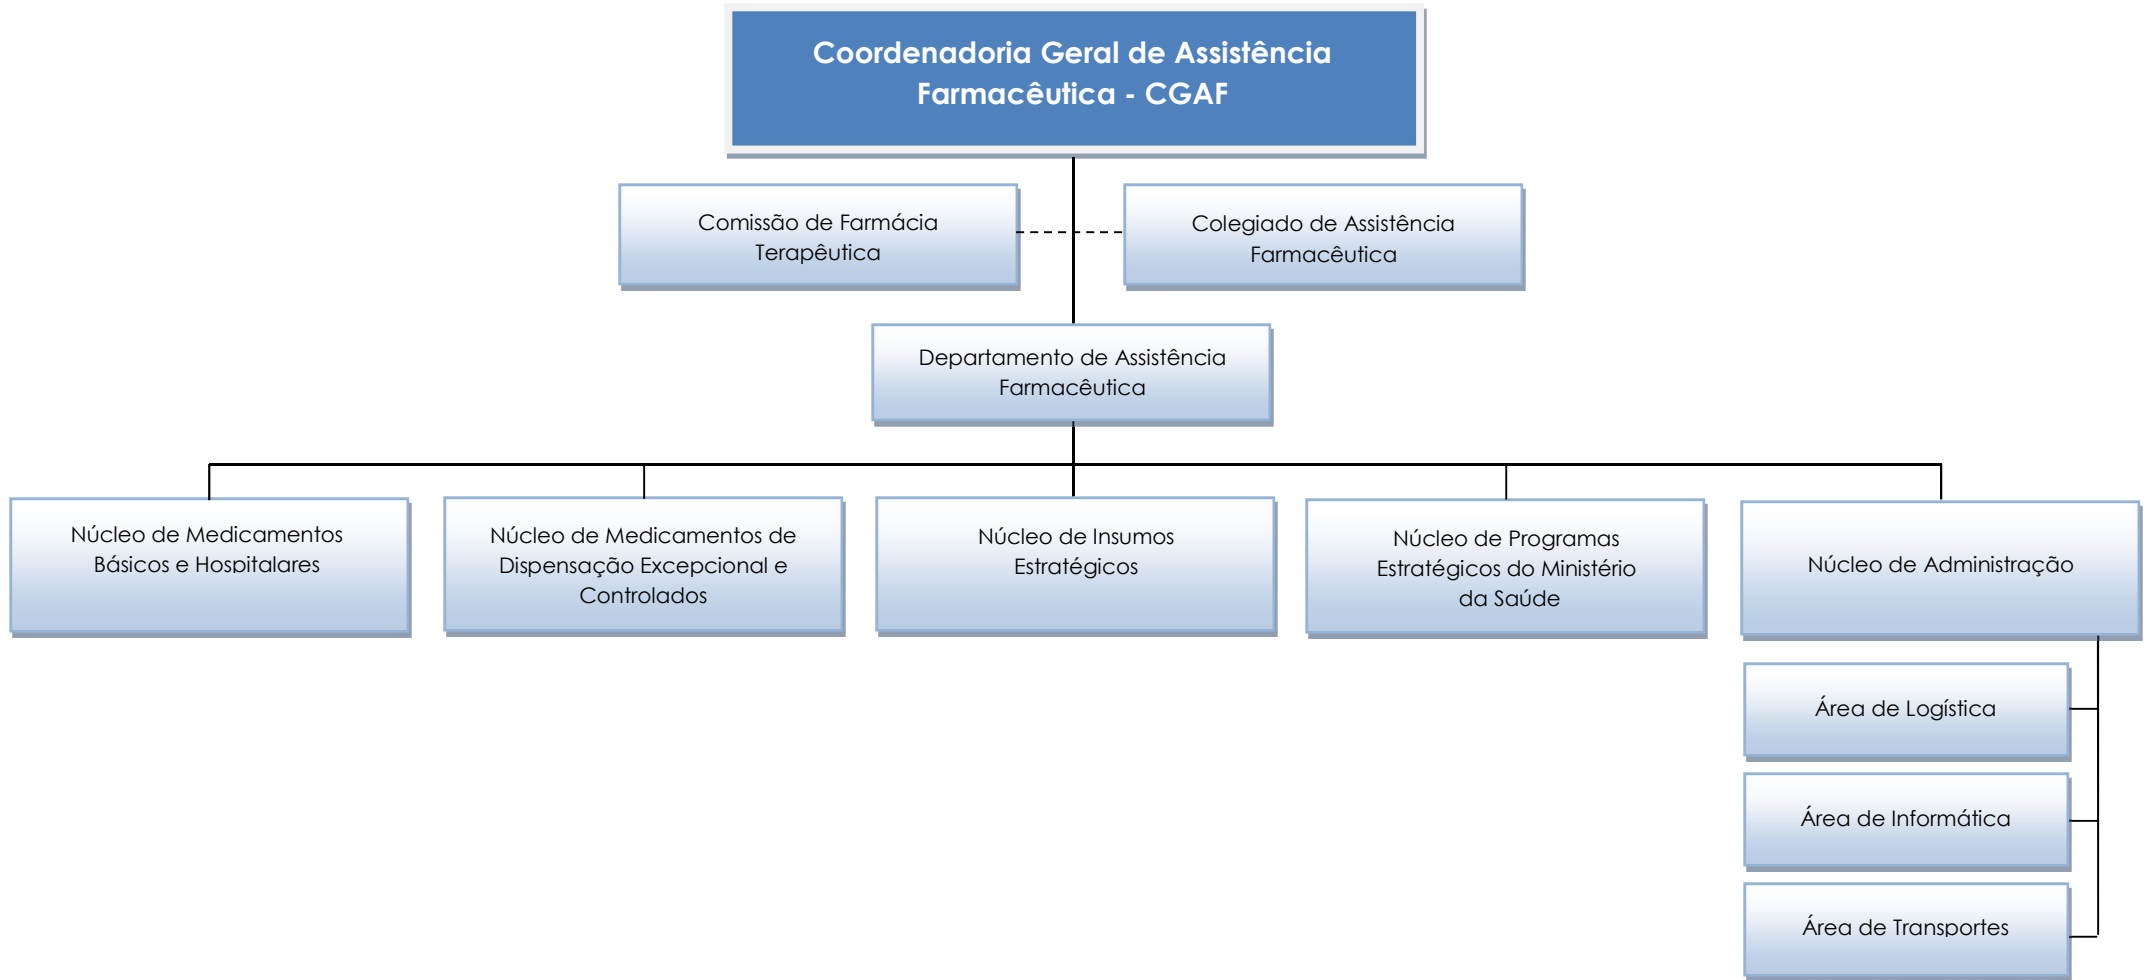 Coordenadoria Geral de Assistência
Farmacêutica - CGAF
Comissão de Farmácia
Terapêutica
Colegiado de Assistência
Farmacêutica
Departamento de Assistência
Farmacêutica
Núcleo de Medicamentos
Básicos e Hospitalares
Núcleo de Medicamentos de
Dispensação Excepcional e
Controlados
Núcleo de Insumos
Estratégicos
Núcleo de Programas
Estratégicos do Ministério
da Saúde
Núcleo de Administração
Área de Logística
Área de Informática
Área de Transportes